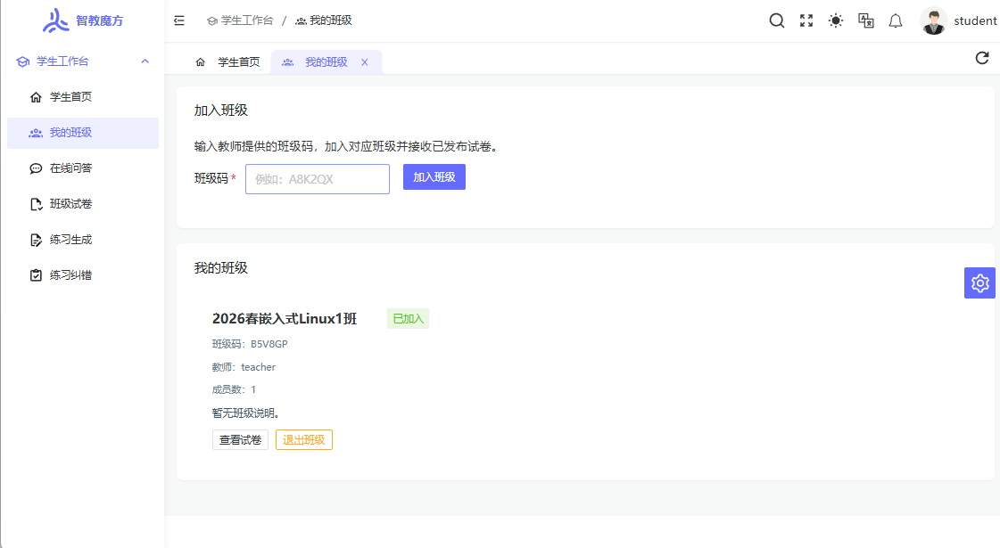 智教魔方
学生工作台 / 我的班级
student
学生工作台
学生首页
我的班级
在线问答
班级试卷
练习生成
练习纠错
学生首页
我的班级
加入班级
输入教师提供的班级码，加入对应班级并接收已发布试卷。
班级码 * 例如：A8K2QX 加入班级
我的班级
2026春嵌入式Linux1班 已加入
班级码：B5V8GP
教师：teacher
成员数：1
暂无班级说明。
查看试卷 退出班级